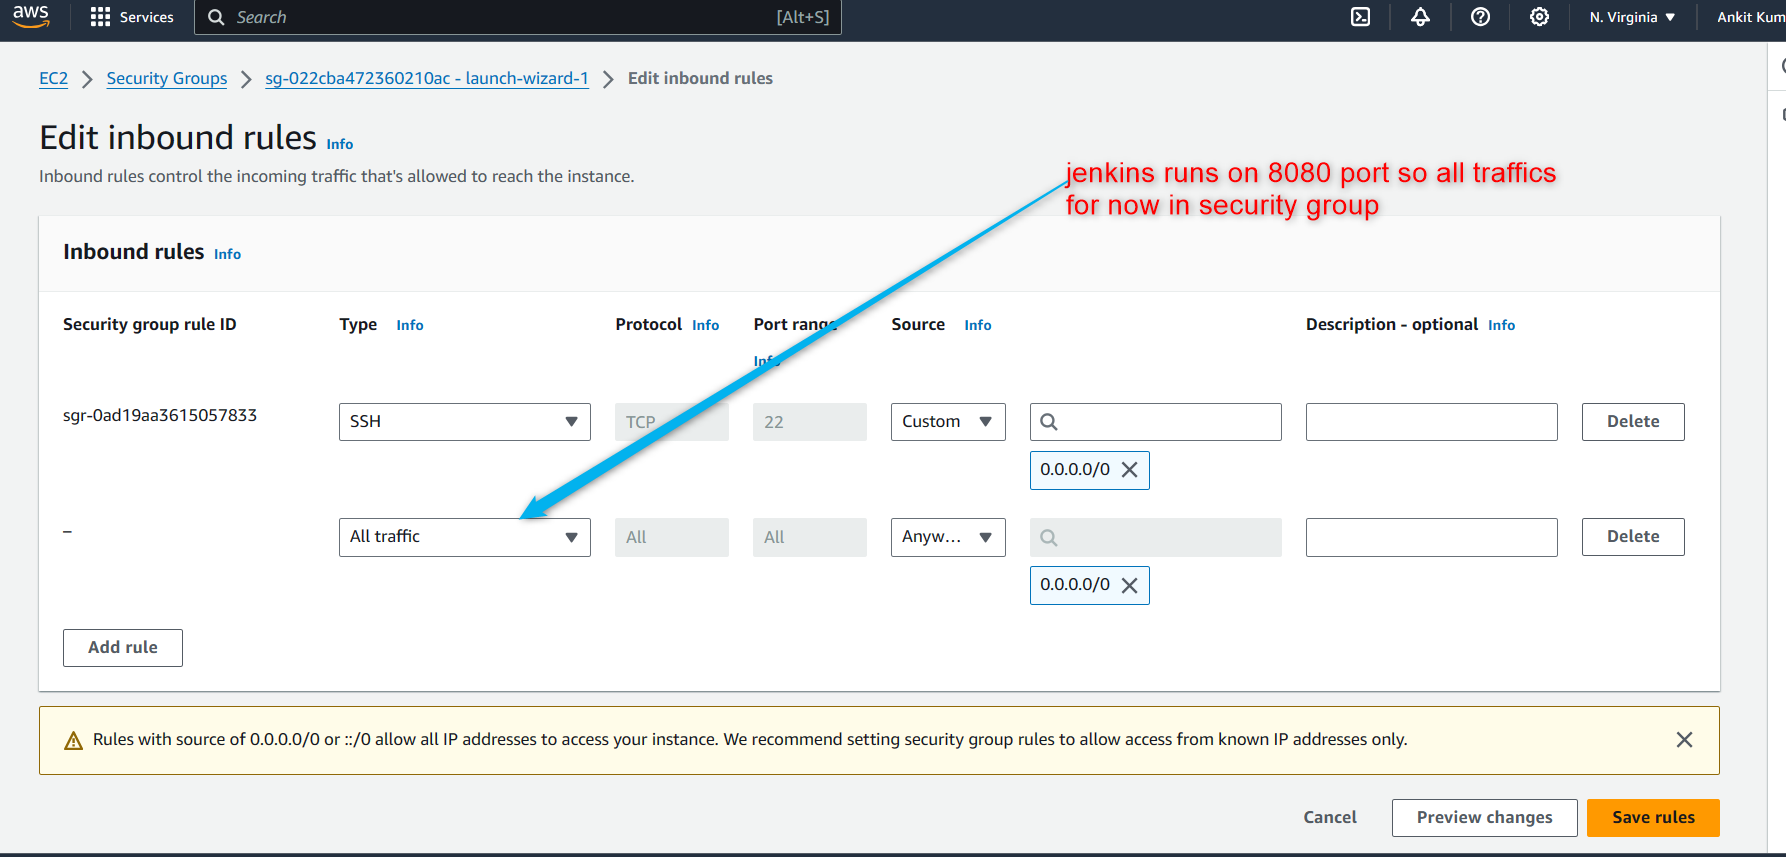 aws
Services
Search
[Alt+S]
N. Virginia
Ankit Kum
EC2
Security Groups
sg-022cba472360210ac - launch-wizard-1
Edit inbound rules
Edit inbound rules Info
Inbound rules control the incoming traffic that's allowed to reach the instance.
jenkins runs on 8080 port so all traffics
for now in security group
Inbound rules Info
Security group rule ID
Type Info
Protocol Info
Port range
Info
Source Info
Description - optional Info
sgr-0ad19aa3615057833
SSH
TCP
22
Custom
Delete
0.0.0.0/0
–
All traffic
All
All
Anyw...
Delete
0.0.0.0/0
Add rule
Rules with source of 0.0.0.0/0 or ::/0 allow all IP addresses to access your instance. We recommend setting security group rules to allow access from known IP addresses only.
Cancel
Preview changes
Save rules